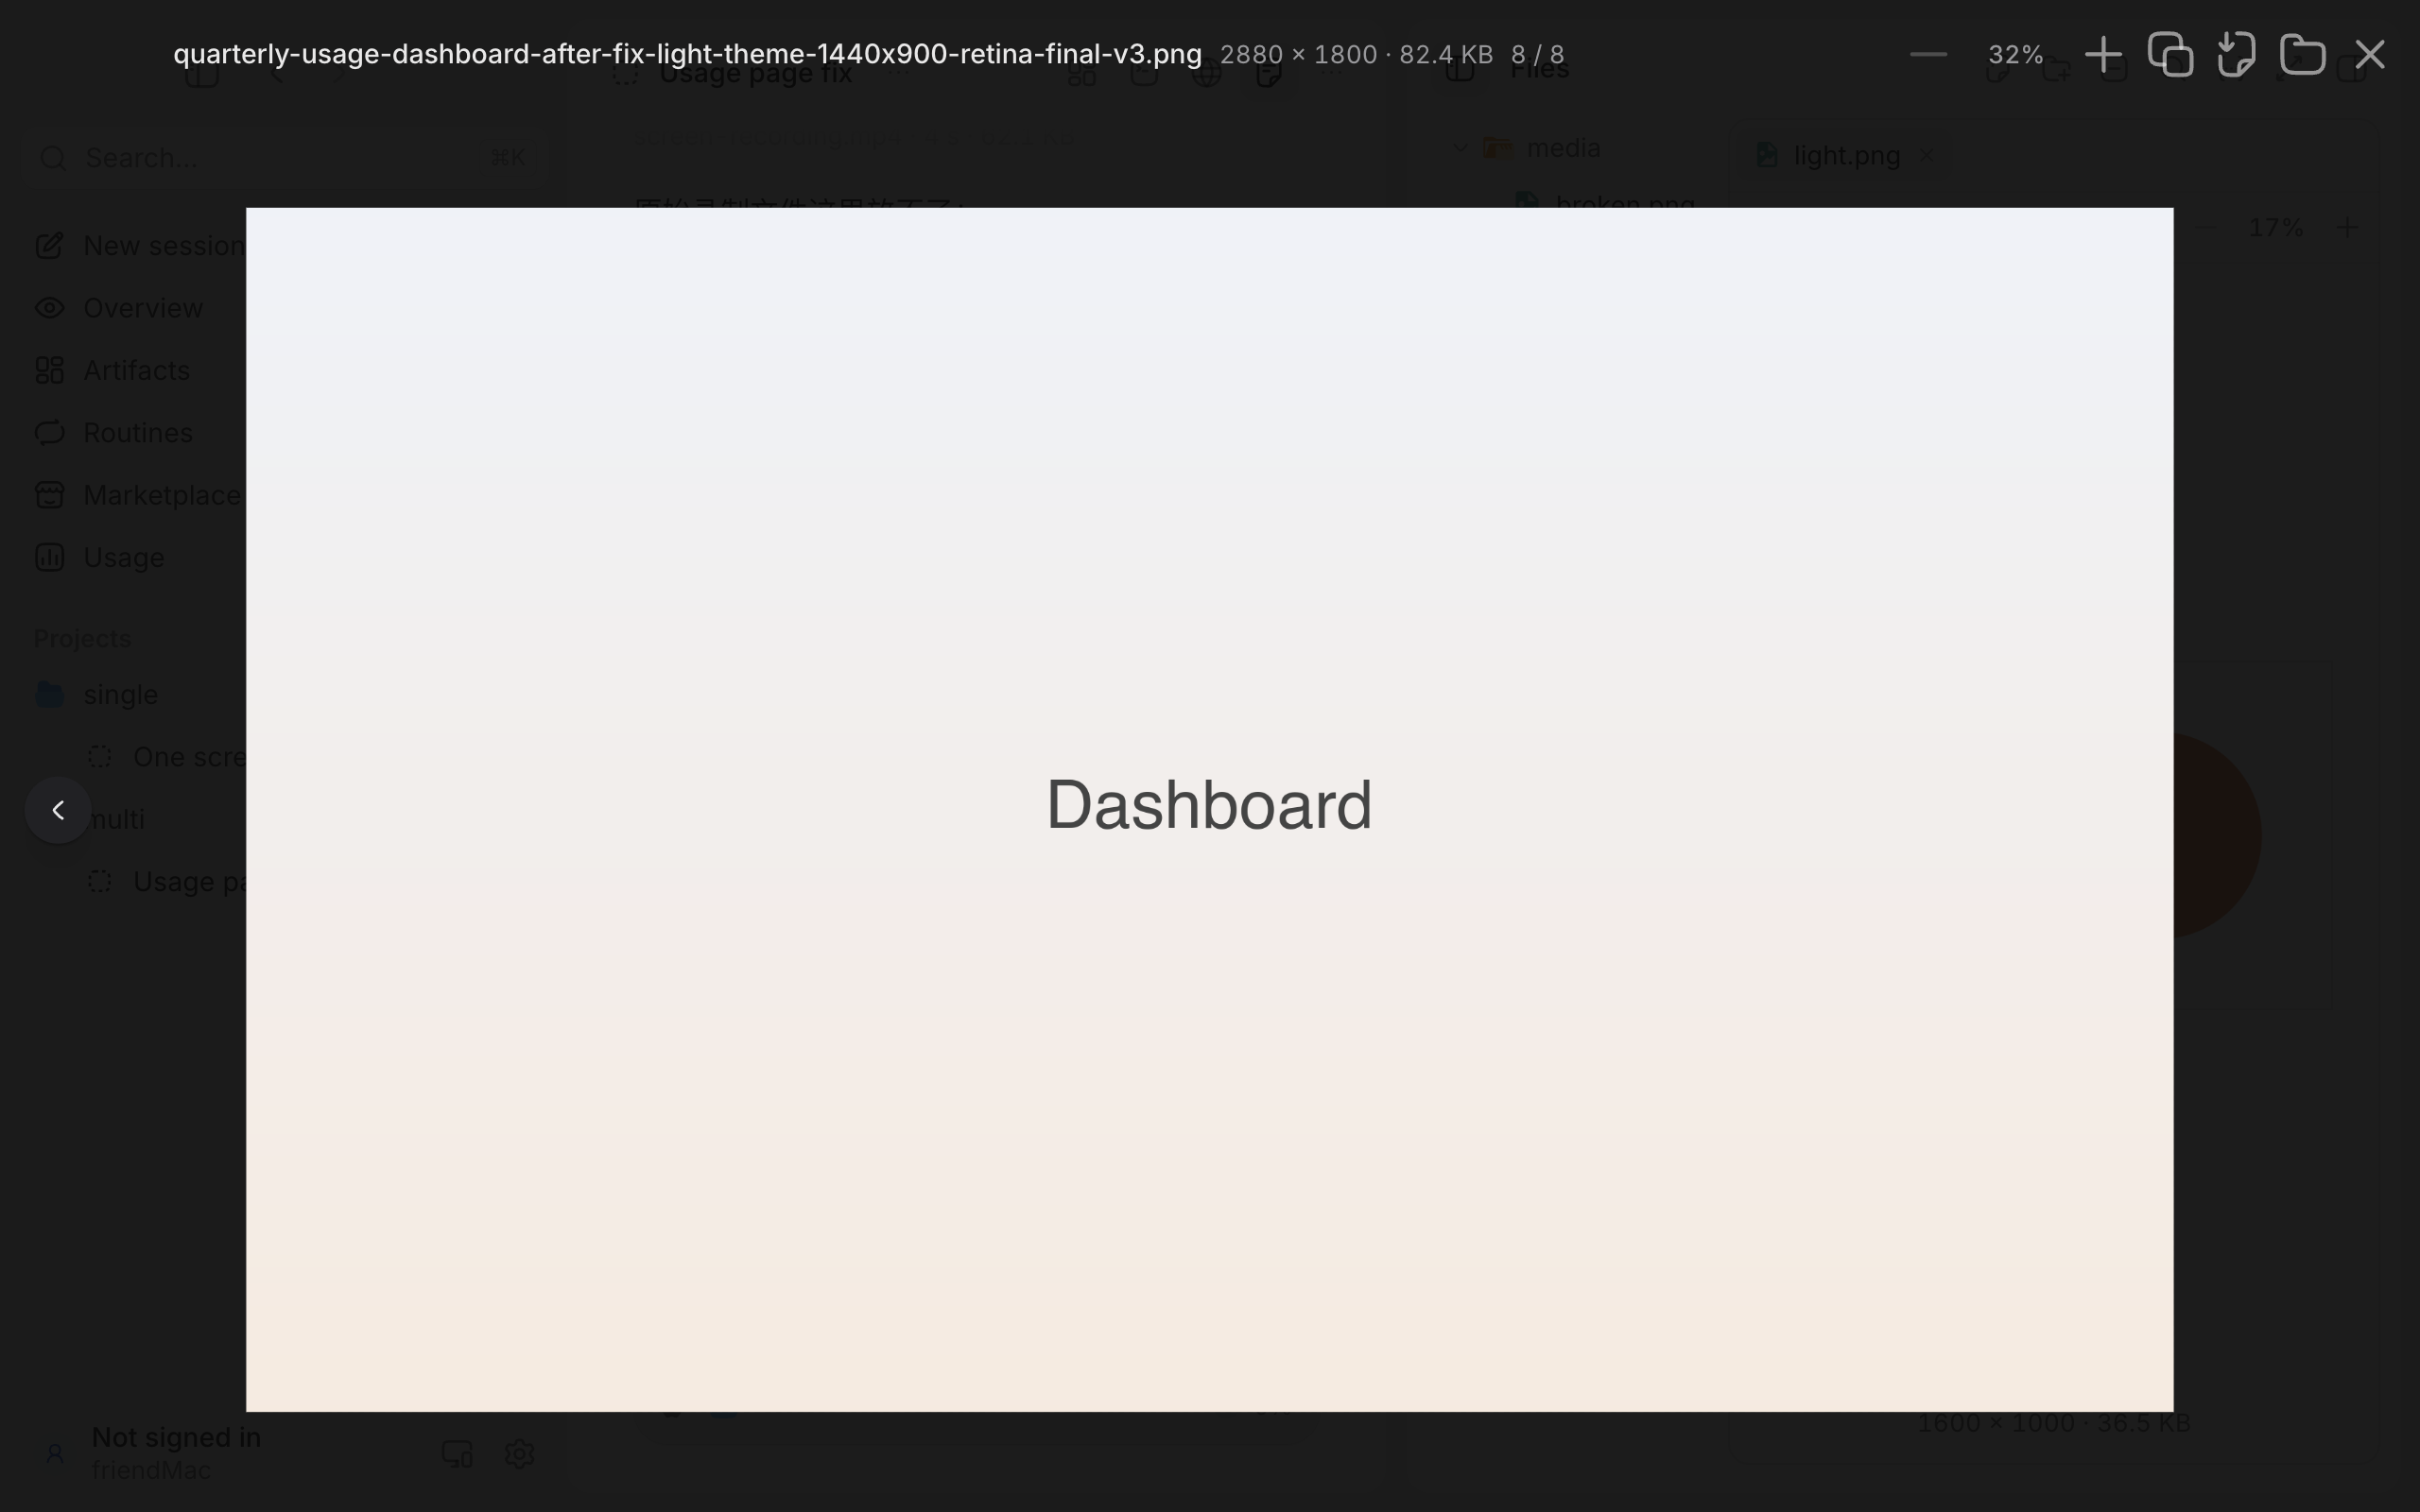 quarterly-usage-dashboard-after-fix-light-theme-1440x900-retina-final-v3.png 2880 × 1800 · 82.4 KB 8 / 8
32%
Usage page fix
Files
Search...
⌘K
media
light.png
broken.png
17%
New session
Overview
Artifacts
Routines
Marketplace
Usage
Projects
single
One scre
multi
Usage pa
Dashboard
1600 × 1000 · 36.5 KB
Not signed in
friendMac